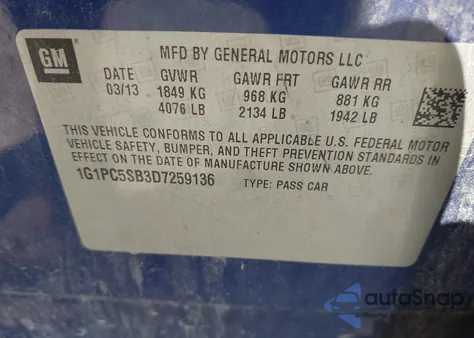 GM
MFD BY GENERAL MOTORS LLC
DATE GVWR GAWR FRT GAWR RR
03/13 1849 KG 968 KG 881 KG
4076 LB 2134 LB 1942 LB
THIS VEHICLE CONFORMS TO ALL APPLICABLE U.S. FEDERAL MOTOR
VEHICLE SAFETY, BUMPER, AND THEFT PREVENTION STANDARDS IN
EFFECT ON THE DATE OF MANUFACTURE SHOWN ABOVE.
1G1PC5SB3D7259136 TYPE: PASS CAR
autoSnap